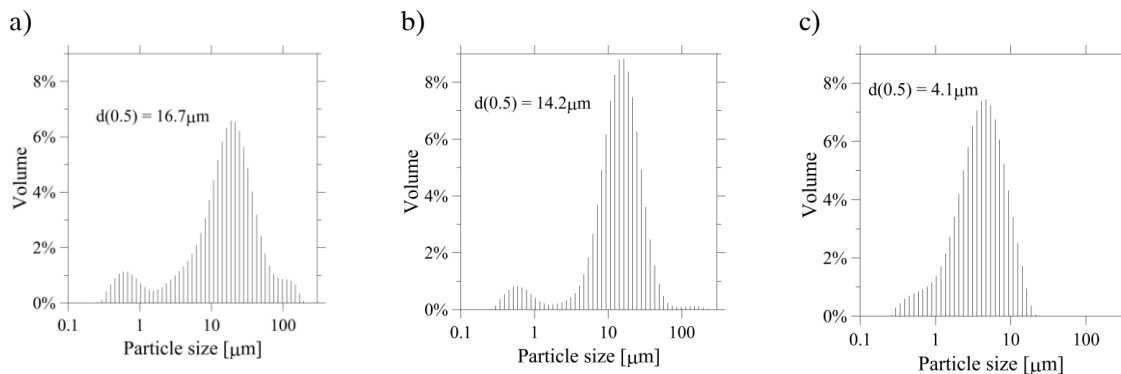 a)
d(0.5) = 16.7μm
Volume
8%
6%
4%
2%
0%
0.1 1 10 100
Particle size [μm]
b)
d(0.5) = 14.2μm
Volume
8%
6%
4%
2%
0%
0.1 1 10 100
Particle size [μm]
c)
d(0.5) = 4.1μm
Volume
8%
6%
4%
2%
0%
0.1 1 10 100
Particle size [μm]